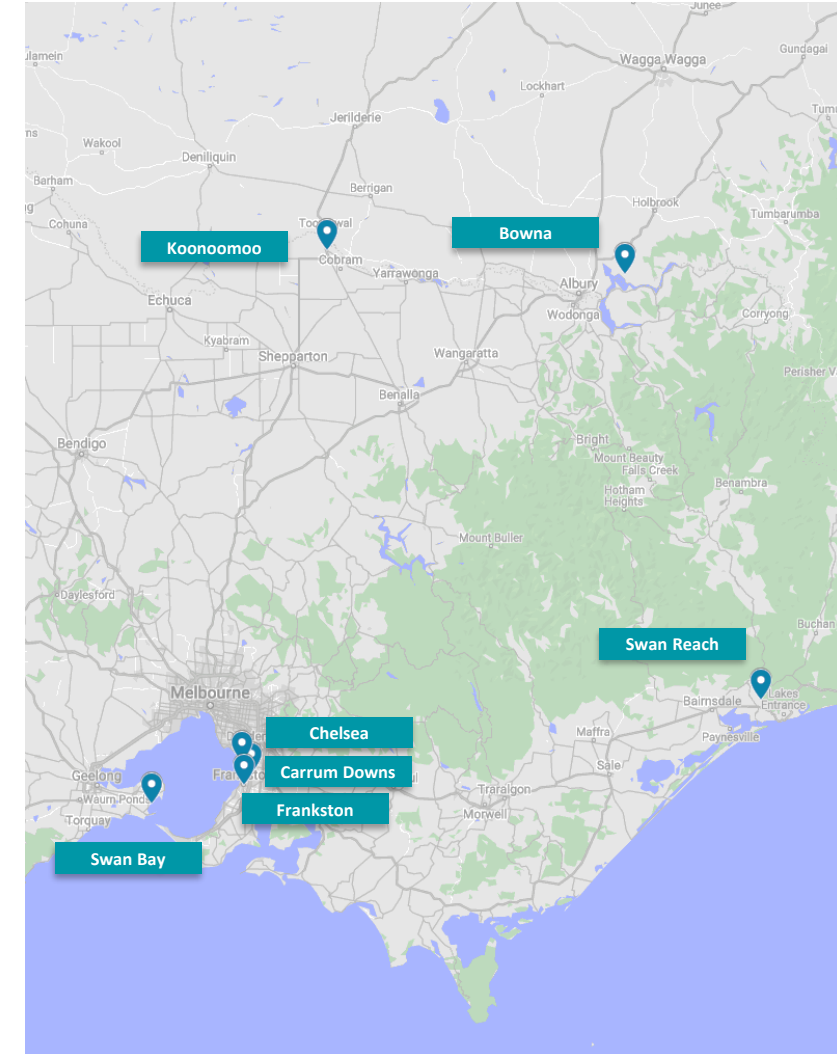 Junee
Wagga Wagga
Gundagai
Lockhart
Jerilderie
Wakool
Deniliquin
Barham
Berrigan
Holbrook
Tumbarumba
Cohuna
Bowna
Koonoomoo
Cobram
Yarrawonga
Albury
Echuca
Wodonga
Corryong
Kyabram
Shepparton
Wangaratta
Benalla
Bendigo
Bright
Mount Beauty
Falls Creek
Benambra
Hotham
Heights
Mount Buller
Daylesford
Buchan
Swan Reach
Melbourne
Lakes
Entrance
Bairnsdale
Chelsea
Maffra
Paynesville
Carrum Downs
Geelong
Sale
Traralgon
Waurn Ponds
Frankston
Morwell
Torquay
Swan Bay